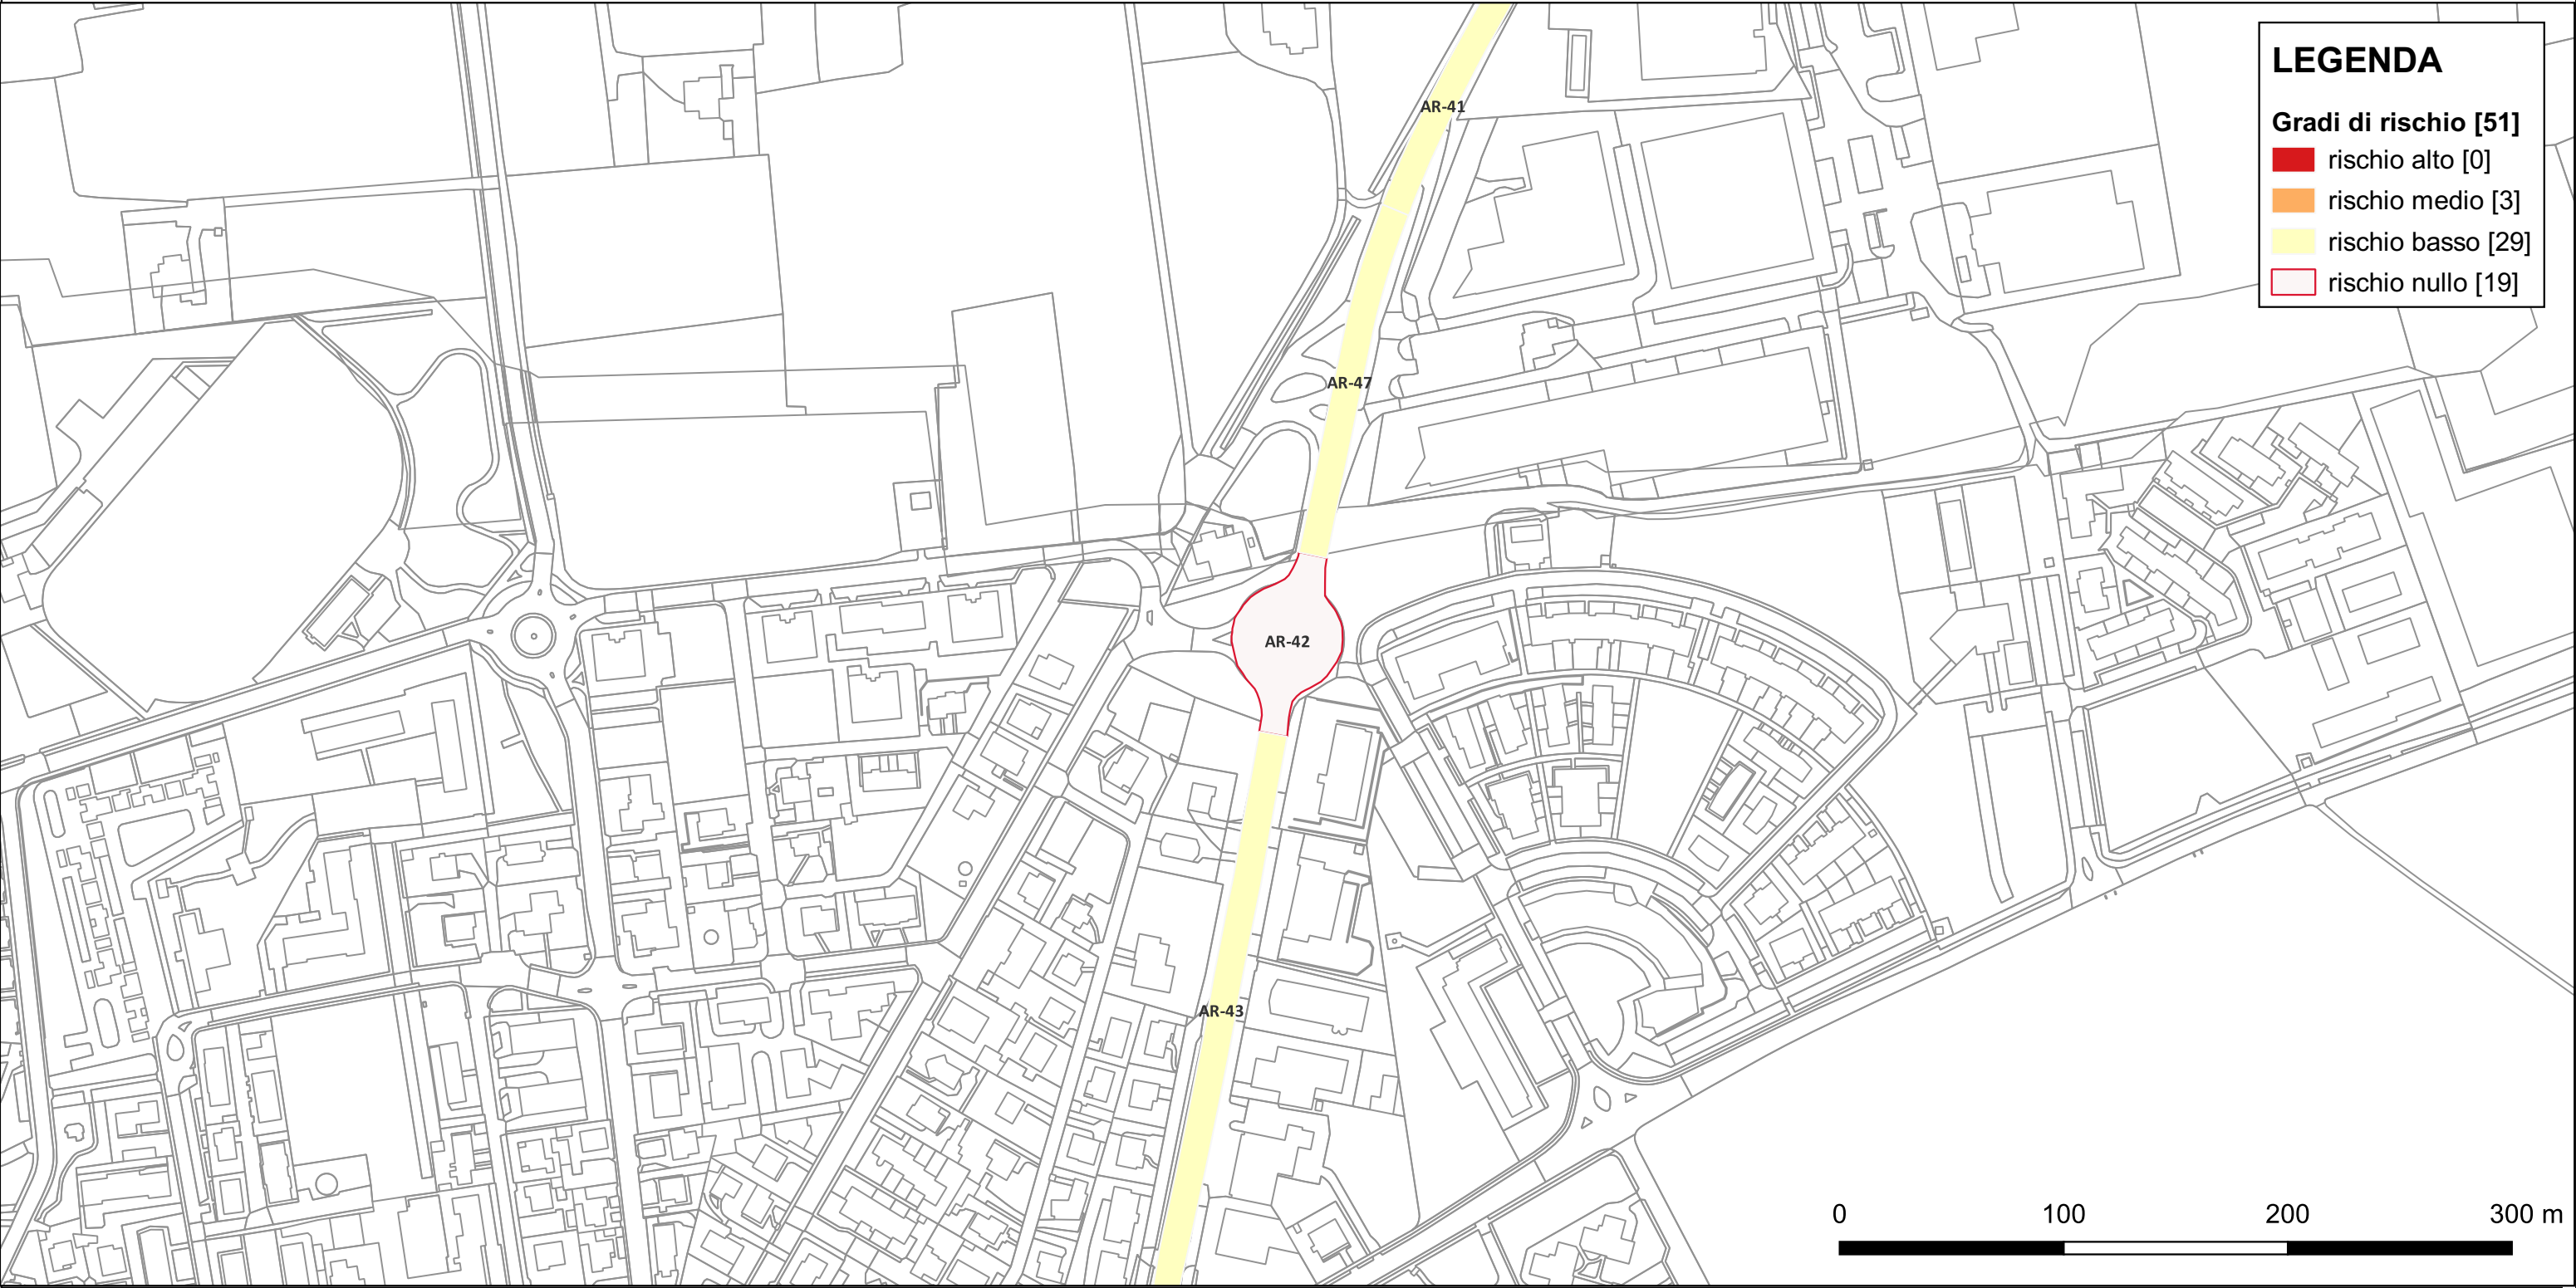 LEGENDA
Gradi di rischio [51]
rischio alto [0]
rischio medio [3]
rischio basso [29]
rischio nullo [19]
AR-41
AR-47
AR-42
AR-43
0 100 200 300 m